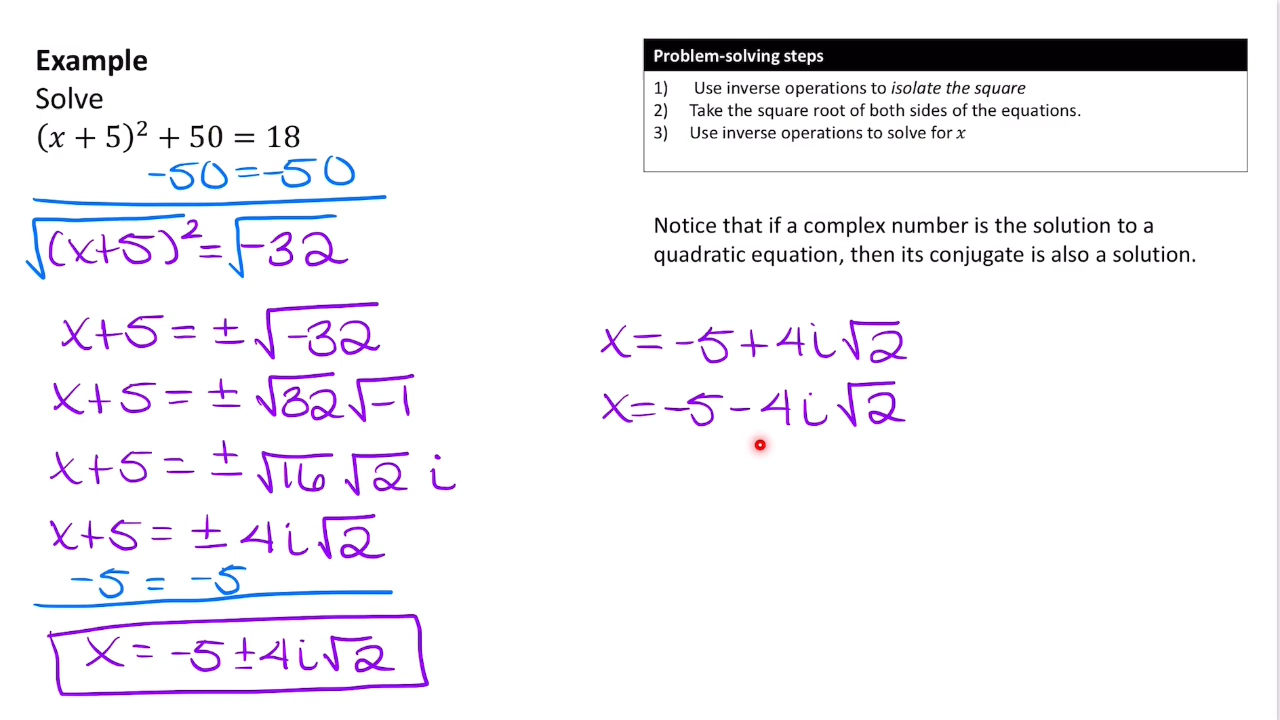 Example
Solve
(x + 5)² + 50 = 18
-50 = -50
√(x+5)² = √-32
x+5 = ± √-32
x+5 = ± √32 √-1
x+5 = ± √16 √2 i
x+5 = ± 4i√2
-5 = -5
x = -5 ± 4i√2
Problem-solving steps
1) Use inverse operations to isolate the square
2) Take the square root of both sides of the equations.
3) Use inverse operations to solve for x
Notice that if a complex number is the solution to a
quadratic equation, then its conjugate is also a solution.
x = -5 + 4i√2
x = -5 - 4i√2